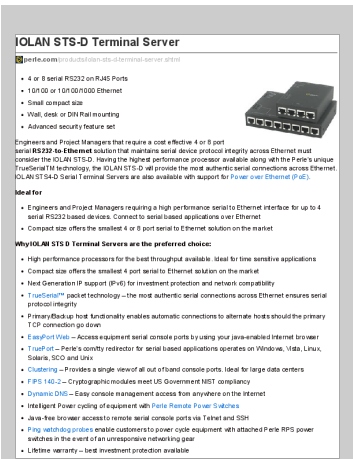 IOLAN STS-D Terminal Server
perle.com/products/iolan-sts-d-terminal-server.shtml
• 4 or 8 serial RS232 on RJ45 Ports
• 10/100 or 10/100/1000 Ethernet
• Small compact size
• Wall, desk or DIN Rail mounting
• Advanced security feature set
Engineers and Project Managers that require a cost effective 4 or 8 port
serial RS232-to-Ethernet solution that maintains serial device protocol integrity across Ethernet must
consider the IOLAN STS-D. Having the highest performance processor available along with the Perle's unique
TrueSerialTM technology, the IOLAN STS-D will provide the most authentic serial connections across Ethernet.
IOLAN STS4-D Serial Terminal Servers are also available with support for Power over Ethernet (PoE).
Ideal for
• Engineers and Project Managers requiring a high performance serial to Ethernet interface for up to 4
serial RS232 based devices. Connect to serial based applications over Ethernet
• Compact size offers the smallest 4 or 8 port serial to Ethernet solution on the market
Why IOLAN STS D Terminal Servers are the preferred choice:
• High performance processors for the best throughput available. Ideal for time sensitive applications
• Compact size offers the smallest 4 port serial to Ethernet solution on the market
• Next Generation IP support (IPv6) for investment protection and network compatibility
• TrueSerial™ packet technology – the most authentic serial connections across Ethernet ensures serial
protocol integrity
• Primary/Backup host functionality enables automatic connections to alternate hosts should the primary
TCP connection go down
• EasyPort Web – Access equipment serial console ports by using your java-enabled Internet browser
• TruePort – Perle's com/tty redirector for serial based applications operates on Windows, Vista, Linux,
Solaris, SCO and Unix
• Clustering – Provides a single view of all out of band console ports. Ideal for large data centers
• FIPS 140-2 – Cryptographic modules meet US Government NIST compliancy
• Dynamic DNS – Easy console management access from anywhere on the Internet
• Intelligent Power cycling of equipment with Perle Remote Power Switches
• Java-free browser access to remote serial console ports via Telnet and SSH
• Ping watchdog probes enable customers to power cycle equipment with attached Perle RPS power
switches in the event of an unresponsive networking gear
• Lifetime warranty – best investment protection available